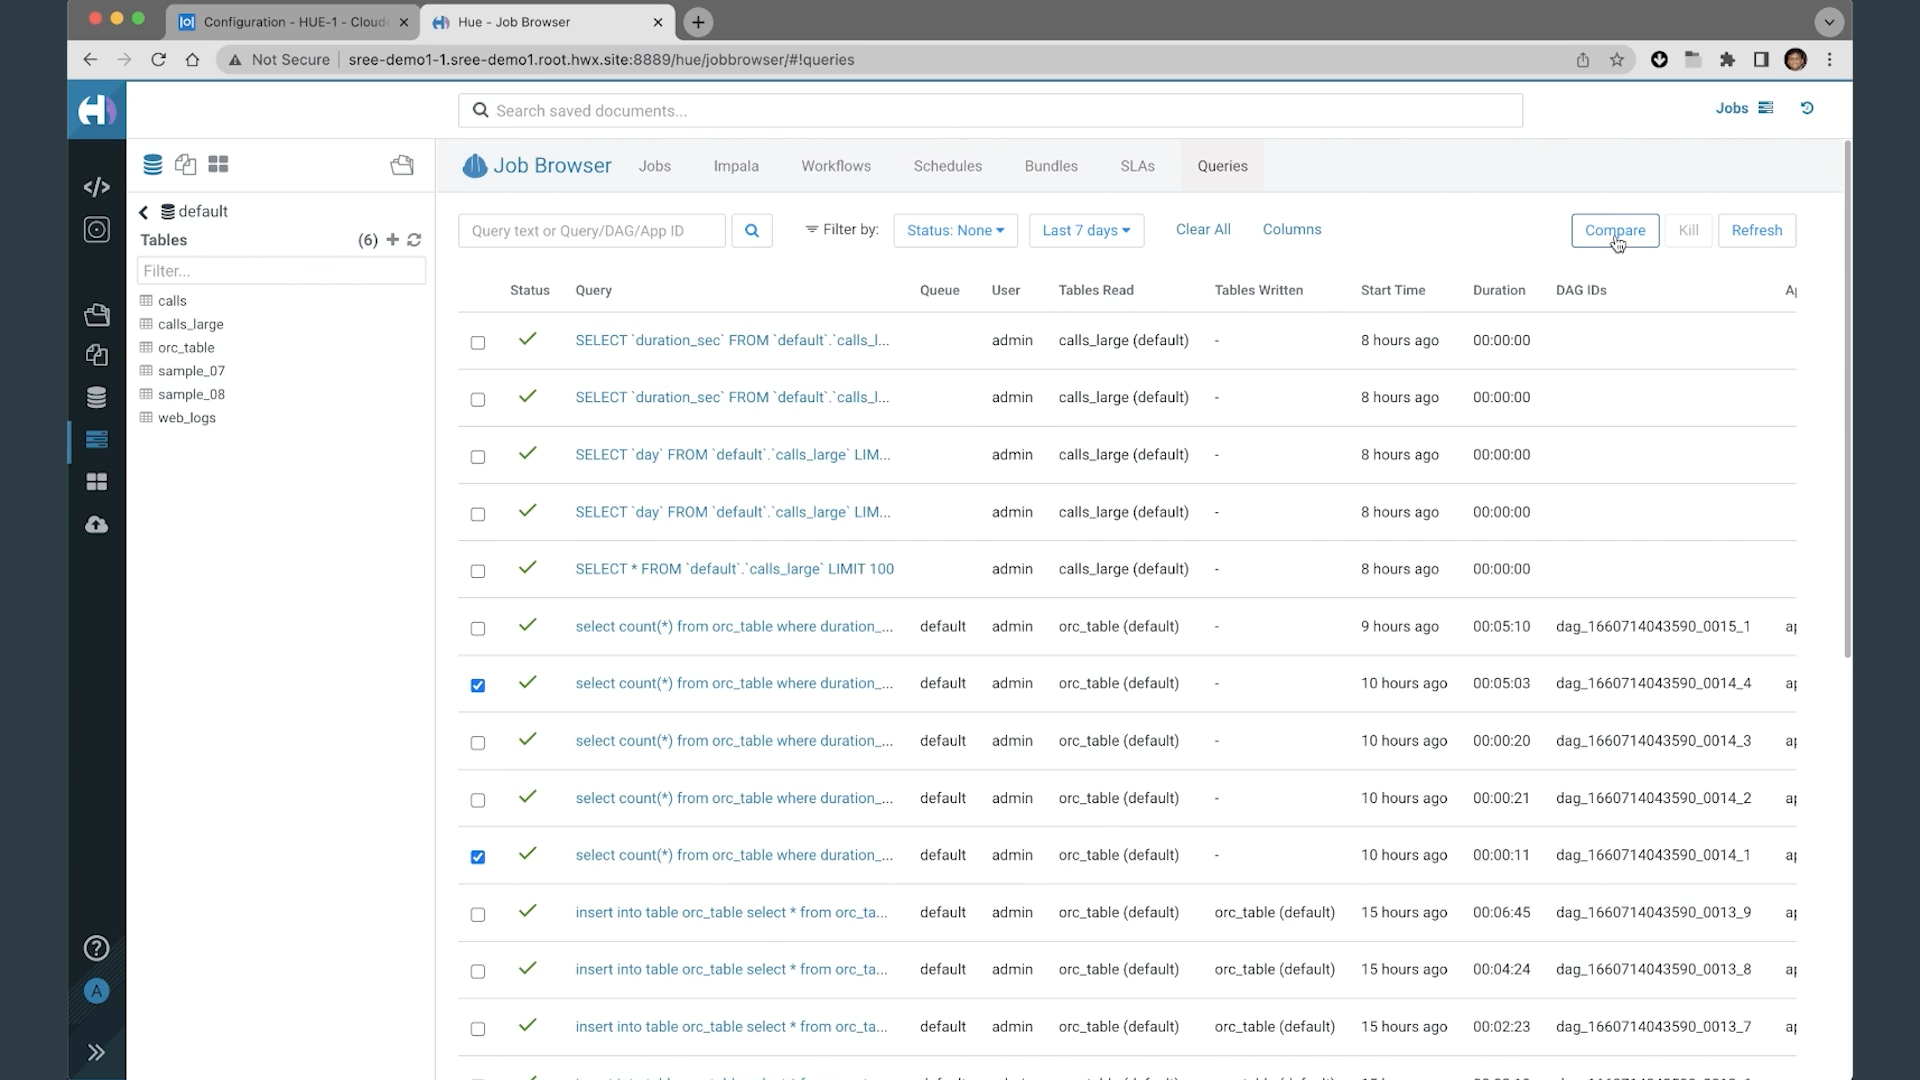 Configuration - HUE-1 - Cloude
Hue - Job Browser
Not Secure
sree-demo1-1.sree-demo1.root.hwx.site:8889/hue/jobbrowser/#!queries
Search saved documents...
Jobs
Job Browser
Jobs
Impala
Workflows
Schedules
Bundles
SLAs
Queries
default
Tables (6)
Filter...
calls
calls_large
orc_table
sample_07
sample_08
web_logs
A
Query text or Query/DAG/App ID
Filter by:
Status: None
Last 7 days
Clear All
Columns
Compare
Kill
Refresh
Status Query Queue User Tables Read Tables Written Start Time Duration DAG IDs
SELECT `duration_sec` FROM `default`.`calls_l... admin calls_large (default) - 8 hours ago 00:00:00
SELECT `duration_sec` FROM `default`.`calls_l... admin calls_large (default) - 8 hours ago 00:00:00
SELECT `day` FROM `default`.`calls_large` LIM... admin calls_large (default) - 8 hours ago 00:00:00
SELECT `day` FROM `default`.`calls_large` LIM... admin calls_large (default) - 8 hours ago 00:00:00
SELECT * FROM `default`.`calls_large` LIMIT 100 admin calls_large (default) - 8 hours ago 00:00:00
select count(*) from orc_table where duration_... default admin orc_table (default) - 9 hours ago 00:05:10 dag_1660714043590_0015_1
select count(*) from orc_table where duration_... default admin orc_table (default) - 10 hours ago 00:05:03 dag_1660714043590_0014_4
select count(*) from orc_table where duration_... default admin orc_table (default) - 10 hours ago 00:00:20 dag_1660714043590_0014_3
select count(*) from orc_table where duration_... default admin orc_table (default) - 10 hours ago 00:00:21 dag_1660714043590_0014_2
select count(*) from orc_table where duration_... default admin orc_table (default) - 10 hours ago 00:00:11 dag_1660714043590_0014_1
insert into table orc_table select * from orc_ta... default admin orc_table (default) orc_table (default) 15 hours ago 00:06:45 dag_1660714043590_0013_9
insert into table orc_table select * from orc_ta... default admin orc_table (default) orc_table (default) 15 hours ago 00:04:24 dag_1660714043590_0013_8
insert into table orc_table select * from orc_ta... default admin orc_table (default) orc_table (default) 15 hours ago 00:02:23 dag_1660714043590_0013_7